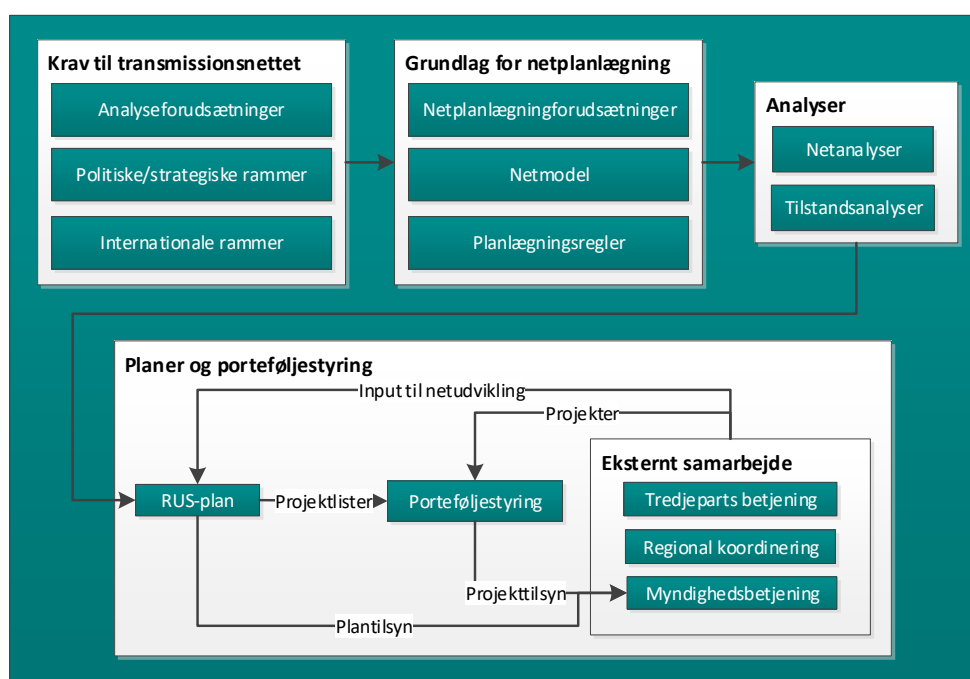 Krav til transmissionsnettet
Analyseforudsætninger
Politiske/strategiske rammer
Internationale rammer
Grundlag for netplanlægning
Netplanlægningforudsætninger
Netmodel
Planlægningsregler
Analyser
Netanalyser
Tilstandsanalyser
Planer og porteføljestyring
Input til netudvikling
Projekter
Eksternt samarbejde
RUS-plan
Projektlister
Porteføljestyring
Tredjeparts betjening
Regional koordinering
Projekttilsyn
Myndighedsbetjening
Plantilsyn